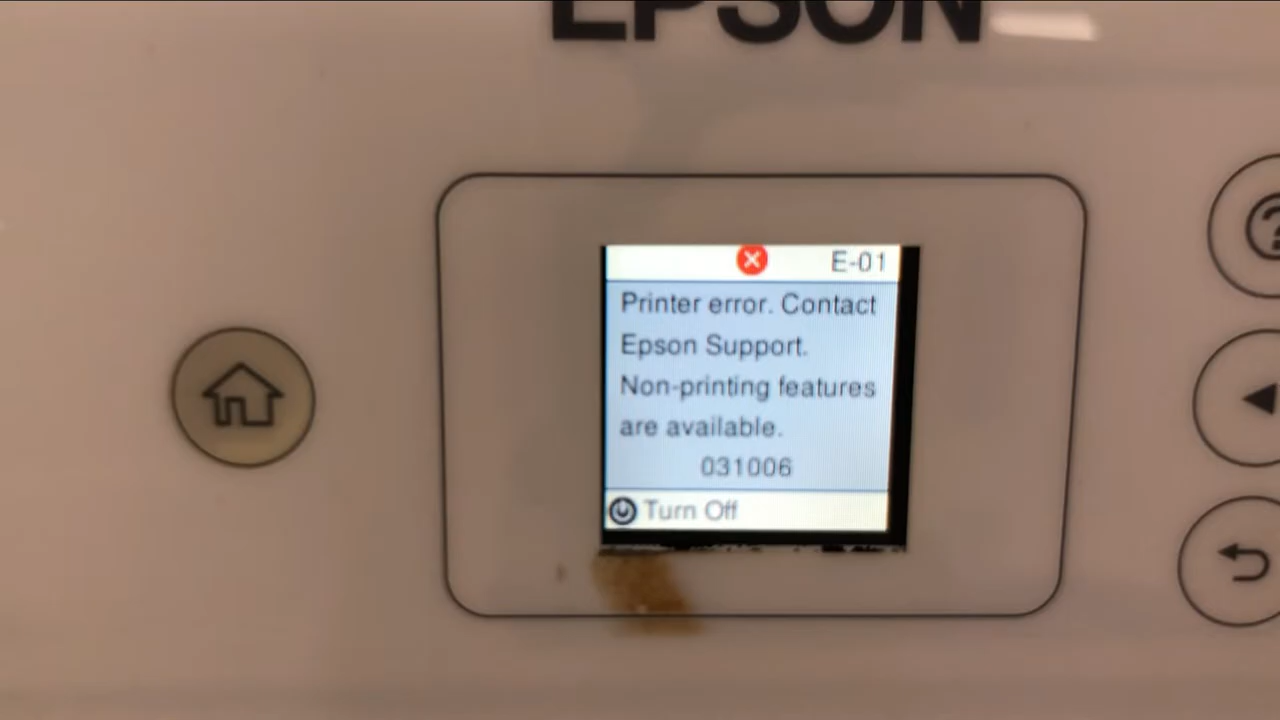 EPSON
E-01
Printer error. Contact
Epson Support.
Non-printing features
are available.
031006
Turn Off
?